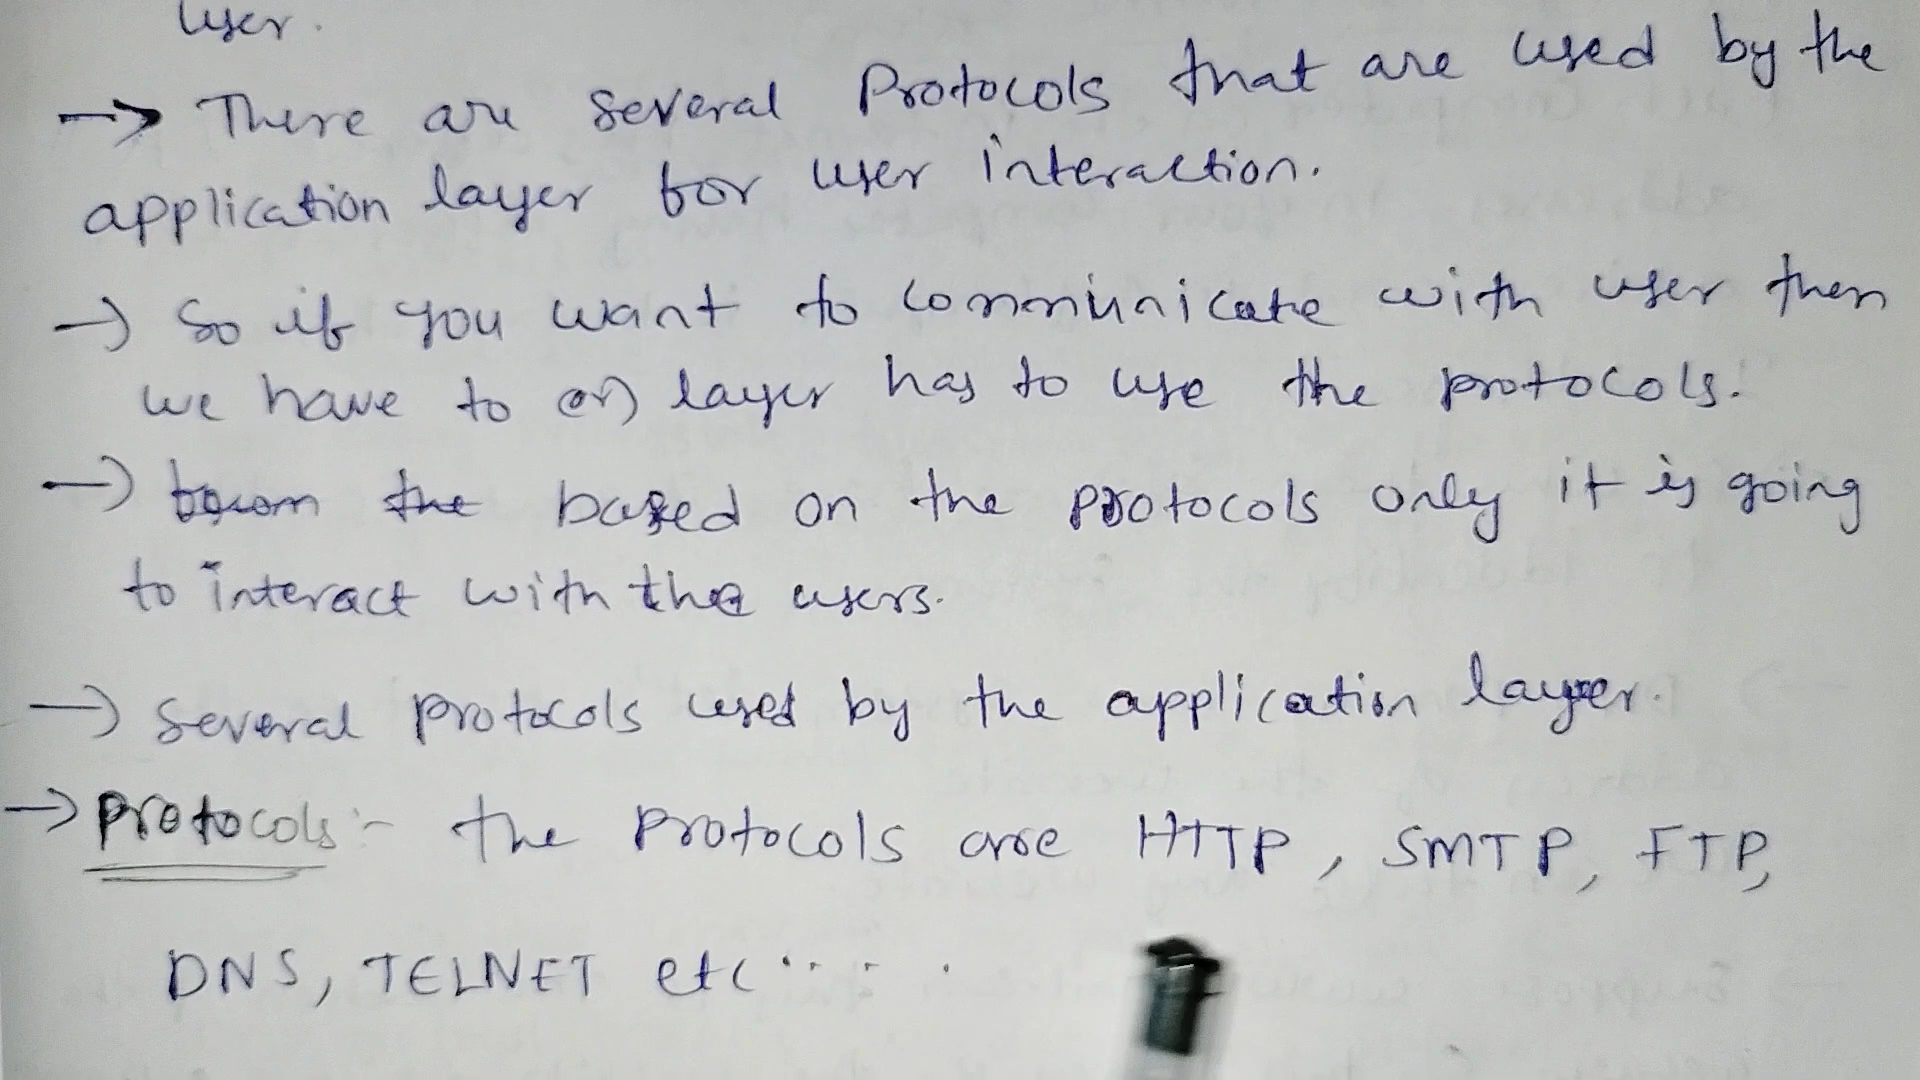 user.
→ There are several Protocols that are used by the
application layer for user interaction.
→ So if you want to communicate with user then
we have to (or) layer has to use the protocols.
→ the based on the protocols only it is going
to interact with the users.
→ several protocols used by the application layer.
→ Protocols:- the protocols are HTTP, SMTP, FTP,
DNS, TELNET etc.....